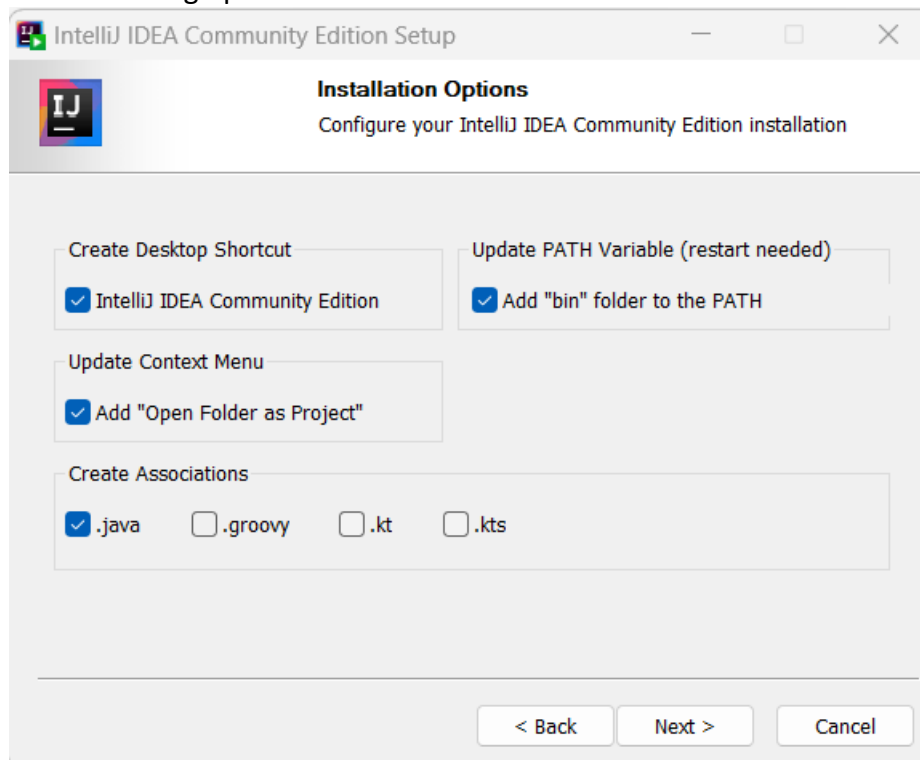 IntelliJ IDEA Community Edition Setup
IJ
Installation Options
Configure your IntelliJ IDEA Community Edition installation
Create Desktop Shortcut
Update PATH Variable (restart needed)
IntelliJ IDEA Community Edition
Add "bin" folder to the PATH
Update Context Menu
Add "Open Folder as Project"
Create Associations
.java .groovy .kt .kts
< Back Next > Cancel